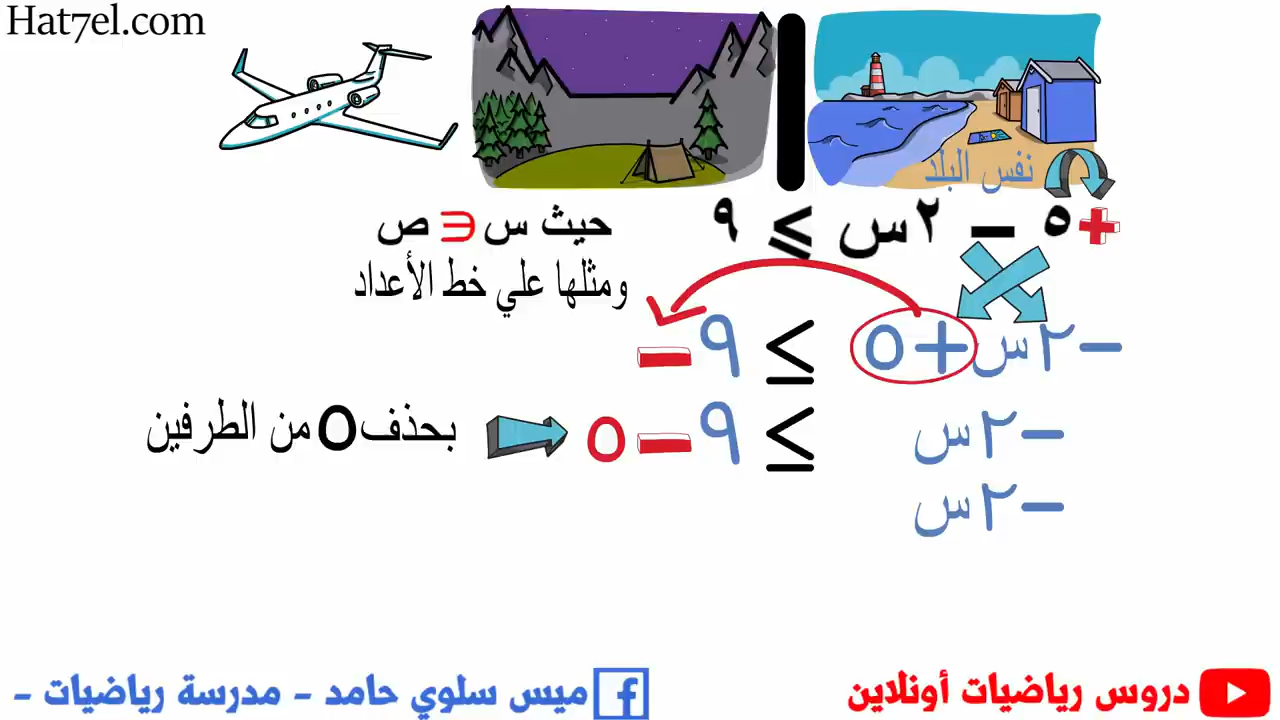 Hat7el.com
نفس البلد
+٥ – ٢س ≥ ٩ حيث س ∈ ص
ومثلها علي خط الأعداد
–٢س +٥ ≥ ٩ –
–٢س ≥ ٩ – ٥ بحذف ٥ من الطرفين
–٢س
دروس رياضيات أونلاين
ميس سلوي حامد - مدرسة رياضيات -